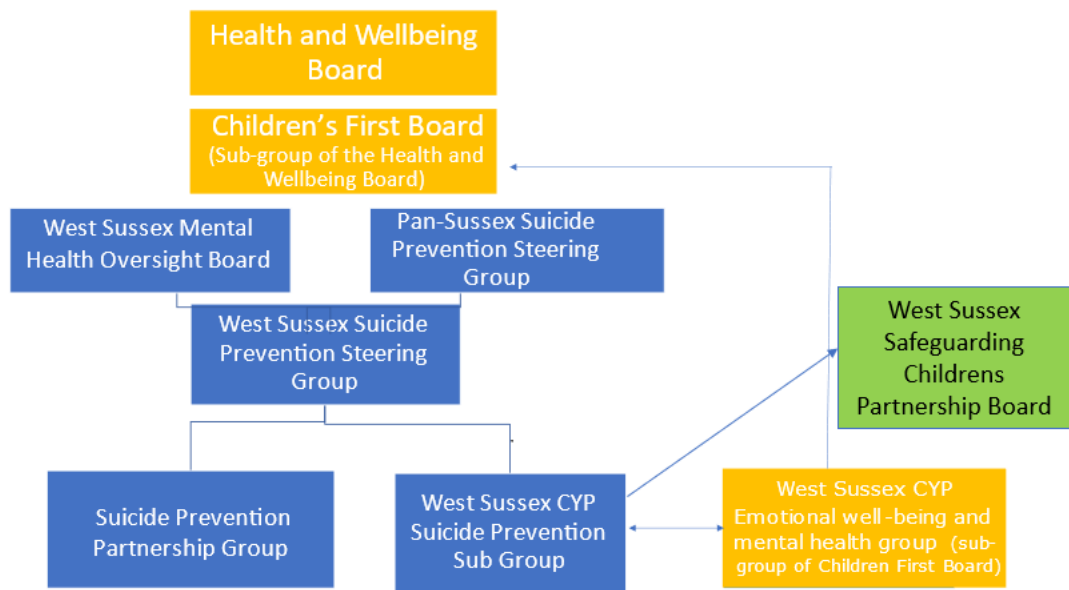 Health and Wellbeing
Board
Children's First Board
(Sub-group of the Health and
Wellbeing Board)
West Sussex Mental
Health Oversight Board
Pan-Sussex Suicide
Prevention Steering
Group
West Sussex Suicide
Prevention Steering
Group
West Sussex
Safeguarding
Childrens
Partnership Board
Suicide Prevention
Partnership Group
West Sussex CYP
Suicide Prevention
Sub Group
West Sussex CYP
Emotional well-being and
mental health group (sub-
group of Children First Board)